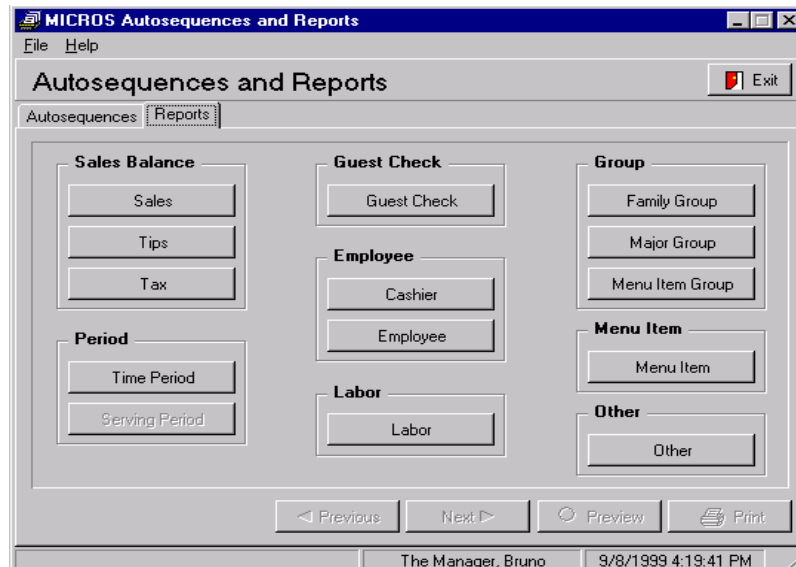 MICROS Autosequences and Reports
File Help
Autosequences and Reports
Exit
Autosequences Reports
Sales Balance
Sales
Tips
Tax
Period
Time Period
Serving Period
Guest Check
Guest Check
Employee
Cashier
Employee
Labor
Labor
Group
Family Group
Major Group
Menu Item Group
Menu Item
Menu Item
Other
Other
Previous Next Preview Print
The Manager, Bruno 9/8/1999 4:19:41 PM